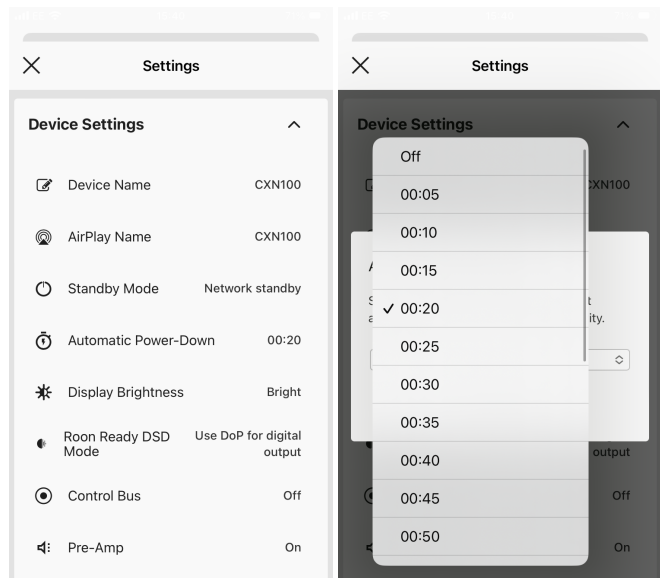 Settings
Device Settings
Device Name CXN100
AirPlay Name CXN100
Standby Mode Network standby
Automatic Power-Down 00:20
Display Brightness Bright
Roon Ready DSD Mode Use DoP for digital output
Control Bus Off
Pre-Amp On
Settings
Device Settings
Off
00:05
CXN100
00:10
00:15
00:20
ity.
00:25
00:30
00:35
00:40
output
00:45
Off
00:50
On